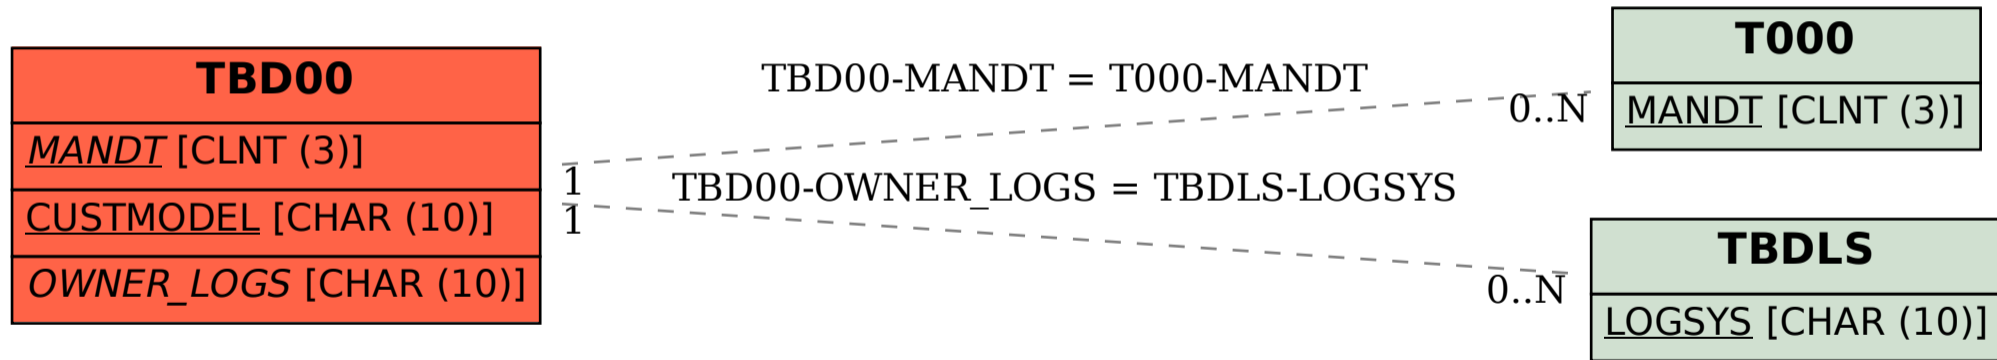 TBD00
MANDT [CLNT (3)]
CUSTMODEL [CHAR (10)]
OWNER_LOGS [CHAR (10)]
TBD00-MANDT = T000-MANDT
1
0..N
TBD00-OWNER_LOGS = TBDLS-LOGSYS
1
0..N
T000
MANDT [CLNT (3)]
TBDLS
LOGSYS [CHAR (10)]